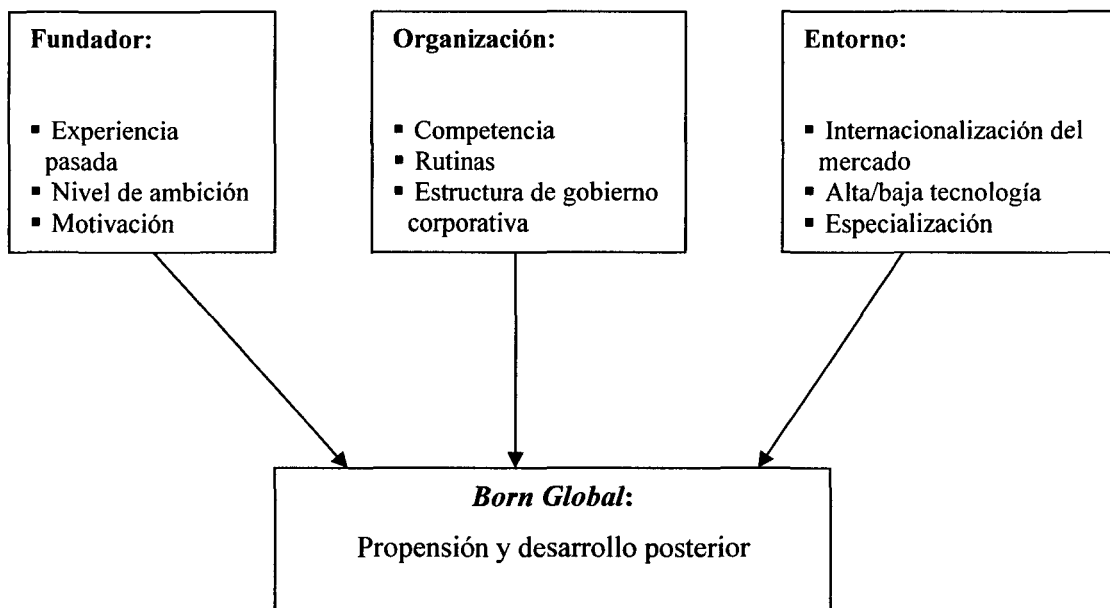 Fundador:
▪ Experiencia
pasada
▪ Nivel de ambición
▪ Motivación
Organización:
▪ Competencia
▪ Rutinas
▪ Estructura de gobierno
corporativa
Entorno:
▪ Internacionalización del
mercado
▪ Alta/baja tecnología
▪ Especialización
Born Global:
Propensión y desarrollo posterior